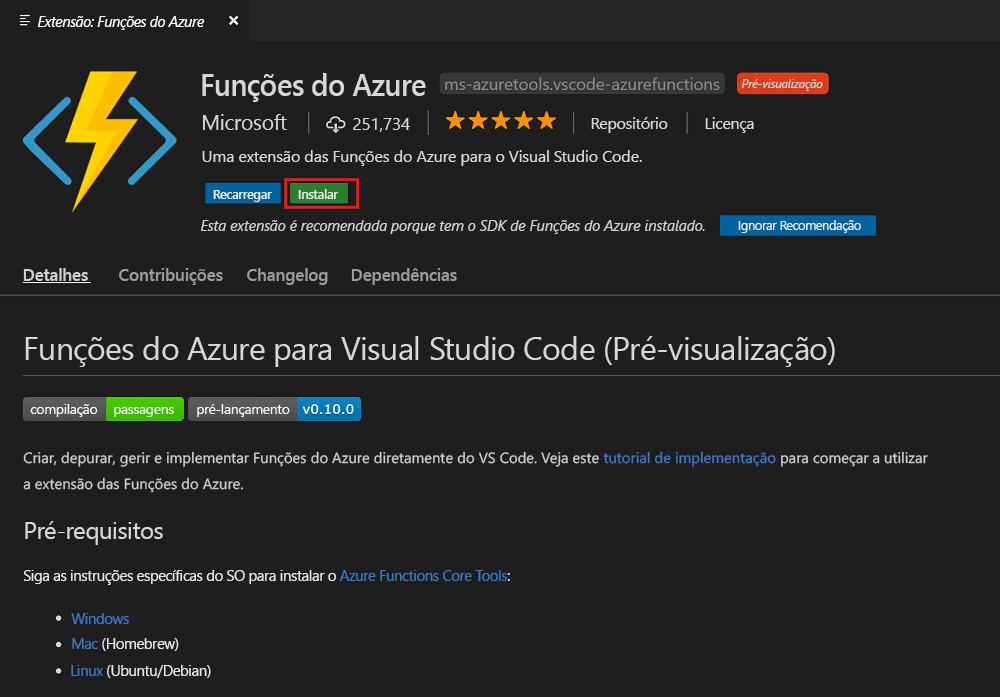 Extensão: Funções do Azure
Funções do Azure ms-azuretools.vscode-azurefunctions Pré-visualização
Microsoft 251,734 Repositório Licença
Uma extensão das Funções do Azure para o Visual Studio Code.
Recarregar Instalar
Esta extensão é recomendada porque tem o SDK de Funções do Azure instalado. Ignorar Recomendação
Detalhes Contribuições Changelog Dependências
Funções do Azure para Visual Studio Code (Pré-visualização)
compilação passagens pré-lançamento v0.10.0
Criar, depurar, gerir e implementar Funções do Azure diretamente do VS Code. Veja este tutorial de implementação para começar a utilizar
a extensão das Funções do Azure.
Pré-requisitos
Siga as instruções específicas do SO para instalar o Azure Functions Core Tools:
• Windows
• Mac (Homebrew)
• Linux (Ubuntu/Debian)